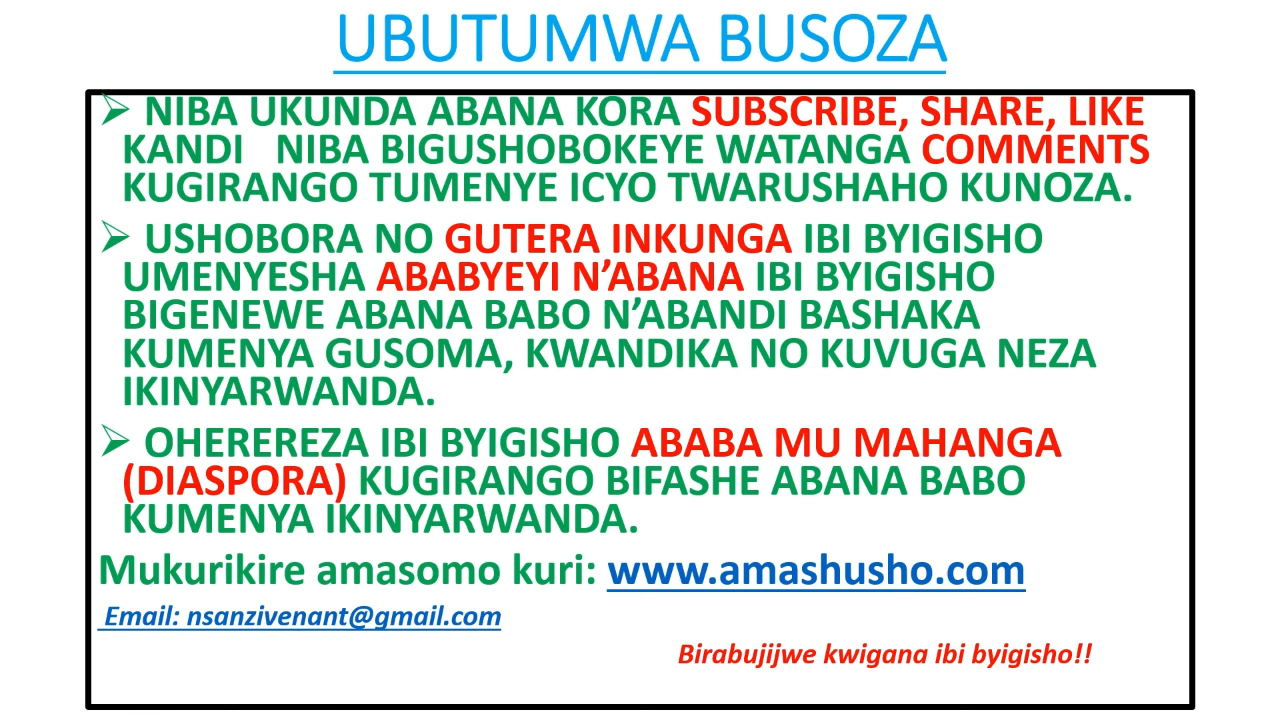 UBUTUMWA BUSOZA
➢ NIBA UKUNDA ABANA KORA SUBSCRIBE, SHARE, LIKE
KANDI   NIBA BIGUSHOBOKEYE WATANGA COMMENTS
KUGIRANGO TUMENYE ICYO TWARUSHAHO KUNOZA.
➢ USHOBORA NO GUTERA INKUNGA IBI BYIGISHO
UMENYESHA ABABYEYI N’ABANA IBI BYIGISHO
BIGENEWE ABANA BABO N’ABANDI BASHAKA
KUMENYA GUSOMA, KWANDIKA NO KUVUGA NEZA
IKINYARWANDA.
➢ OHEREREZA IBI BYIGISHO ABABA MU MAHANGA
(DIASPORA) KUGIRANGO BIFASHE ABANA BABO
KUMENYA IKINYARWANDA.
Mukurikire amasomo kuri: www.amashusho.com
Email: nsanzivenant@gmail.com
Birabujijwe kwigana ibi byigisho!!